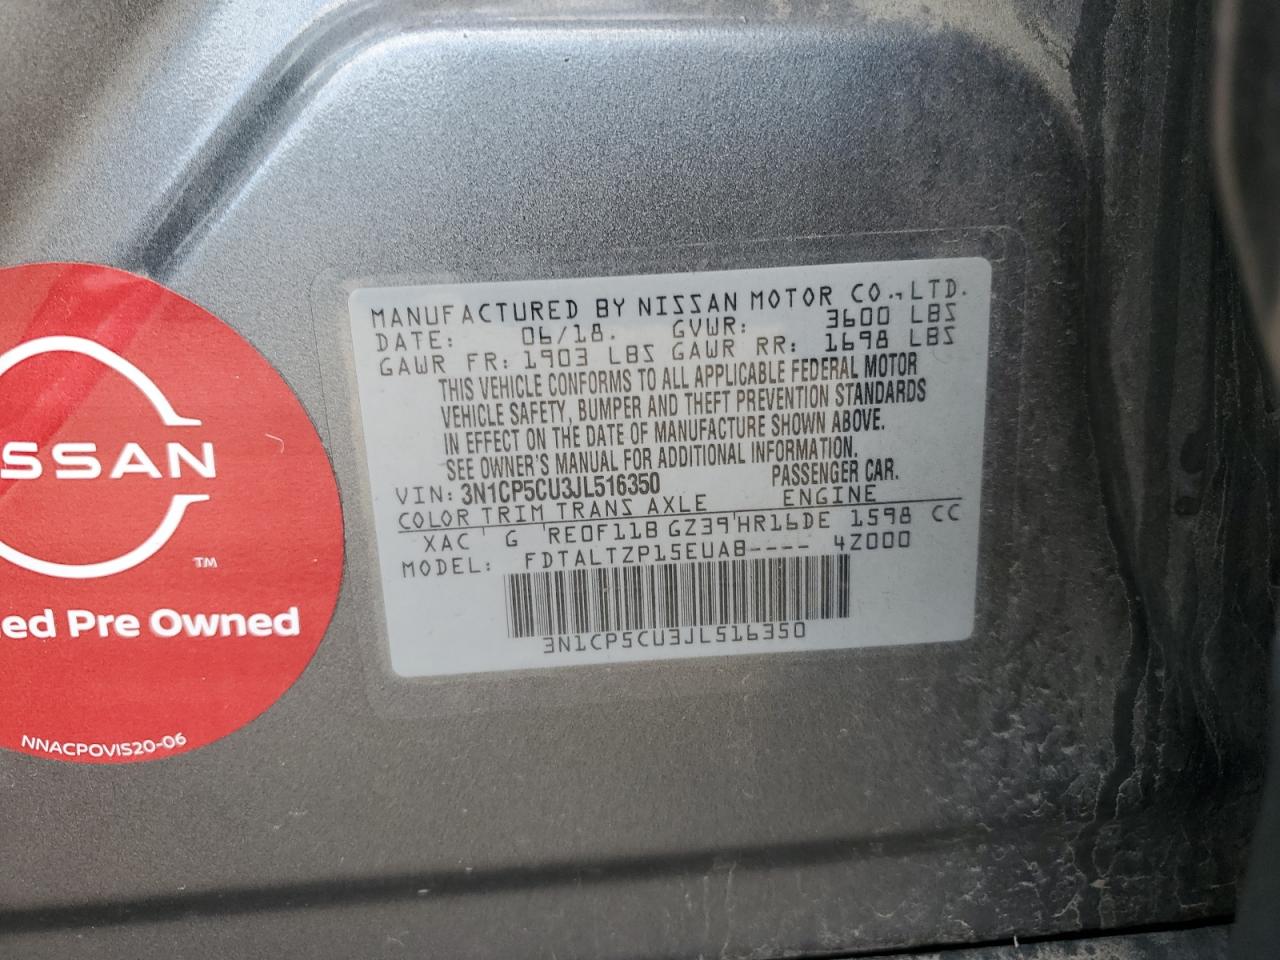 MANUFACTURED BY NISSAN MOTOR CO.,LTD.
DATE: 06/18. GVWR: 3600 LBS
GAWR FR: 1903 LBS GAWR RR: 1698 LBS
THIS VEHICLE CONFORMS TO ALL APPLICABLE FEDERAL MOTOR
VEHICLE SAFETY, BUMPER AND THEFT PREVENTION STANDARDS
IN EFFECT ON THE DATE OF MANUFACTURE SHOWN ABOVE.
SEE OWNER'S MANUAL FOR ADDITIONAL INFORMATION.
VIN: 3N1CP5CU3JL516350 PASSENGER CAR.
COLOR TRIM TRANS AXLE ENGINE
XAC G RE0F11B GZ39 HR16DE 1598 CC
MODEL: FDTALTZP15EUAB---- 4Z000
3N1CP5CU3JL516350
SSAN
TM
ed Pre Owned
NNACPOVIS20-06